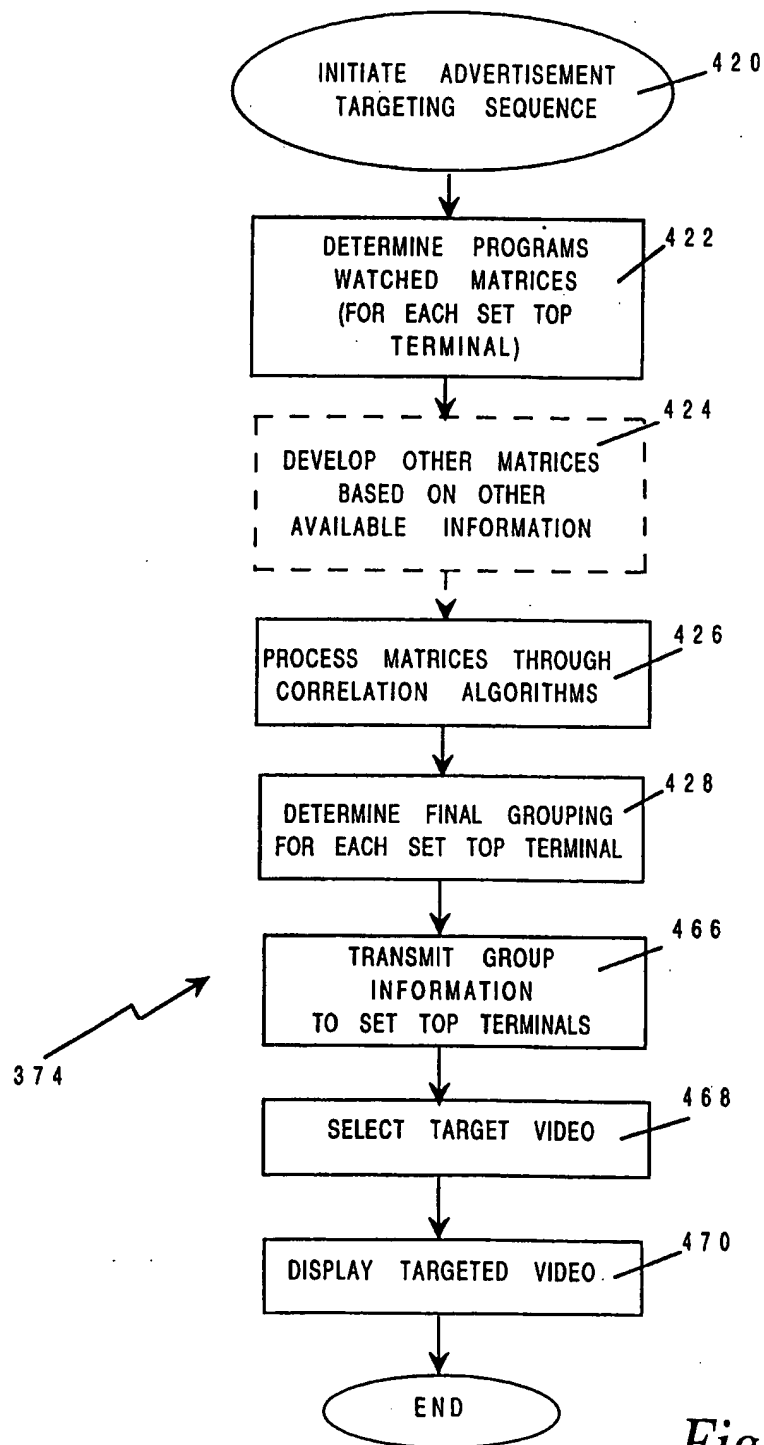 INITIATE ADVERTISEMENT
TARGETING SEQUENCE
420
DETERMINE PROGRAMS
WATCHED MATRICES
(FOR EACH SET TOP
TERMINAL)
422
DEVELOP OTHER MATRICES
BASED ON OTHER
AVAILABLE INFORMATION
424
PROCESS MATRICES THROUGH
CORRELATION ALGORITHMS
426
DETERMINE FINAL GROUPING
FOR EACH SET TOP TERMINAL
428
TRANSMIT GROUP
INFORMATION
TO SET TOP TERMINALS
466
374
SELECT TARGET VIDEO
468
DISPLAY TARGETED VIDEO
470
END
Fig